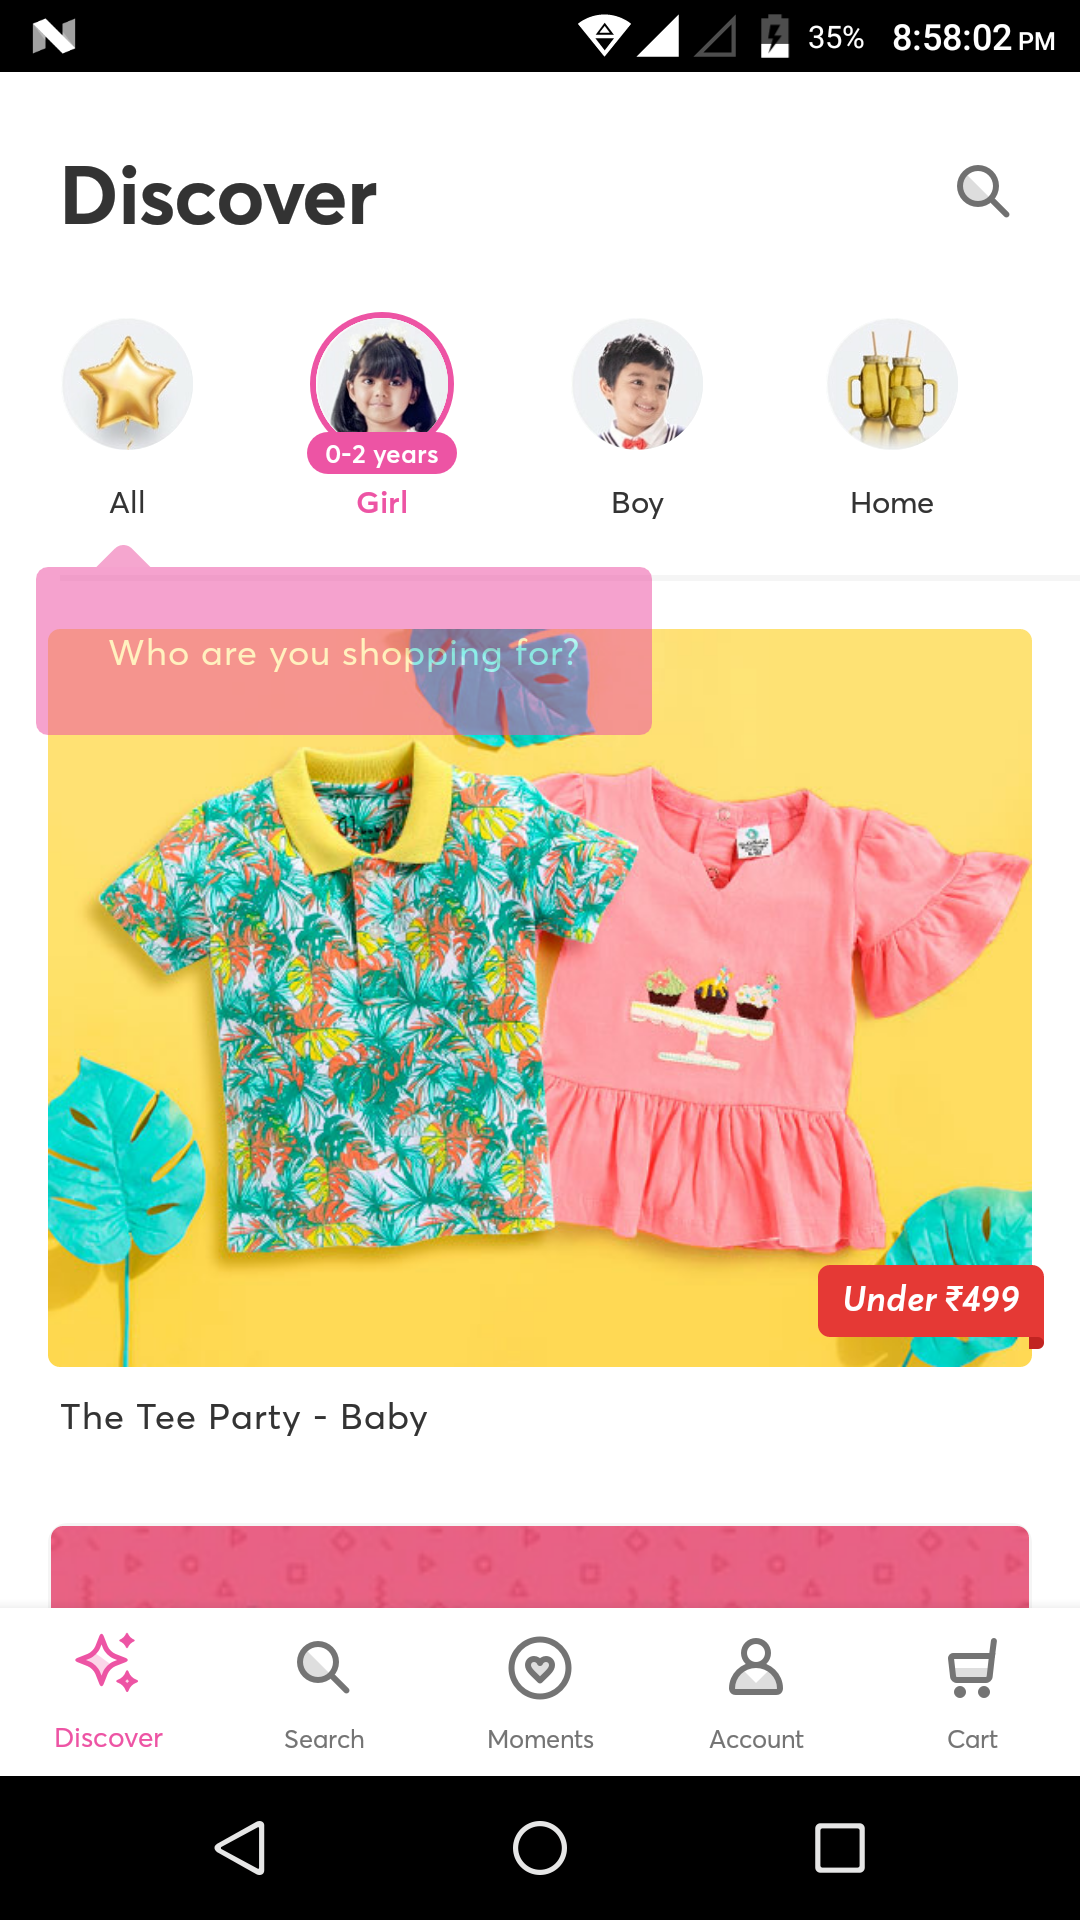 35% 8:58:02 PM
Discover
0-2 years
All Girl Boy Home
Who are you shopping for?
Under ₹499
The Tee Party - Baby
Discover Search Moments Account Cart